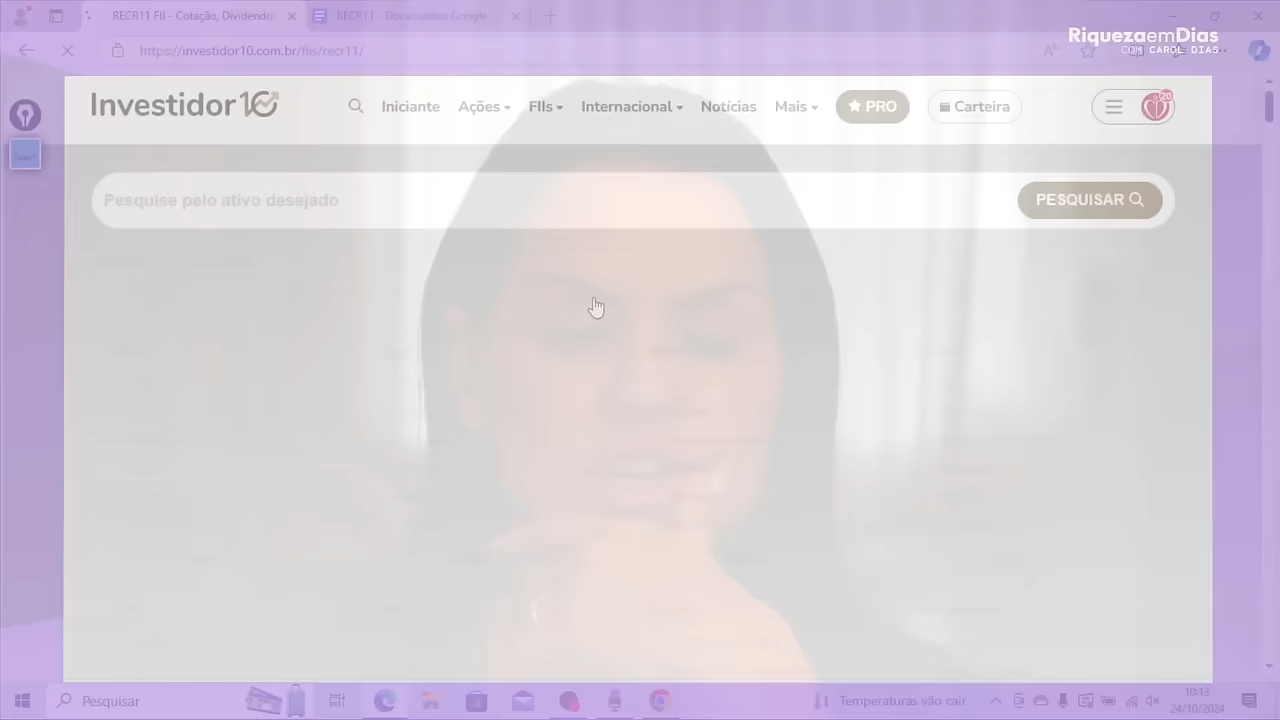 RECR11 FII - Cotação, Dividendo
RECR11 - Documentos Google
RiquezaemDias
COM CAROL DIAS
https://investidor10.com.br/fiis/recr11/
Investidor10
Iniciante
Ações
FIIs
Internacional
Notícias
Mais
PRO
Carteira
20
Pesquise pelo ativo desejado
PESQUISAR
Pesquisar
Temperaturas vão cair
10:13
24/10/2024